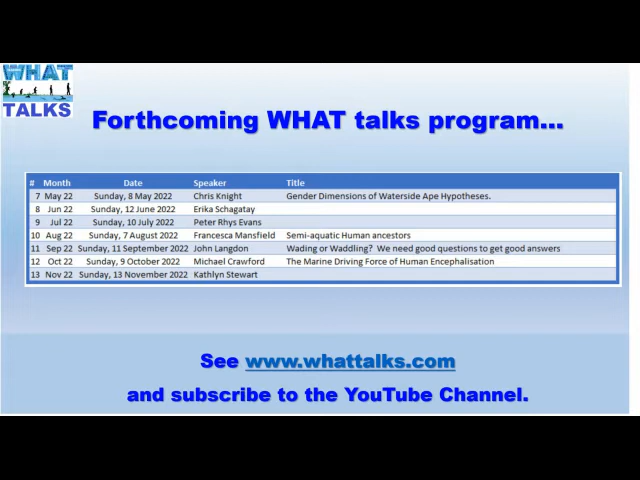 WHAT
TALKS
Forthcoming WHAT talks program...
# Month Date Speaker Title
7 May 22 Sunday, 8 May 2022 Chris Knight Gender Dimensions of Waterside Ape Hypotheses.
8 Jun 22 Sunday, 12 June 2022 Erika Schagatay
9 Jul 22 Sunday, 10 July 2022 Peter Rhys Evans
10 Aug 22 Sunday, 7 August 2022 Francesca Mansfield Semi-aquatic Human ancestors
11 Sep 22 Sunday, 11 September 2022 John Langdon Wading or Waddling? We need good questions to get good answers
12 Oct 22 Sunday, 9 October 2022 Michael Crawford The Marine Driving Force of Human Encephalisation
13 Nov 22 Sunday, 13 November 2022 Kathlyn Stewart
See www.whattalks.com
and subscribe to the YouTube Channel.